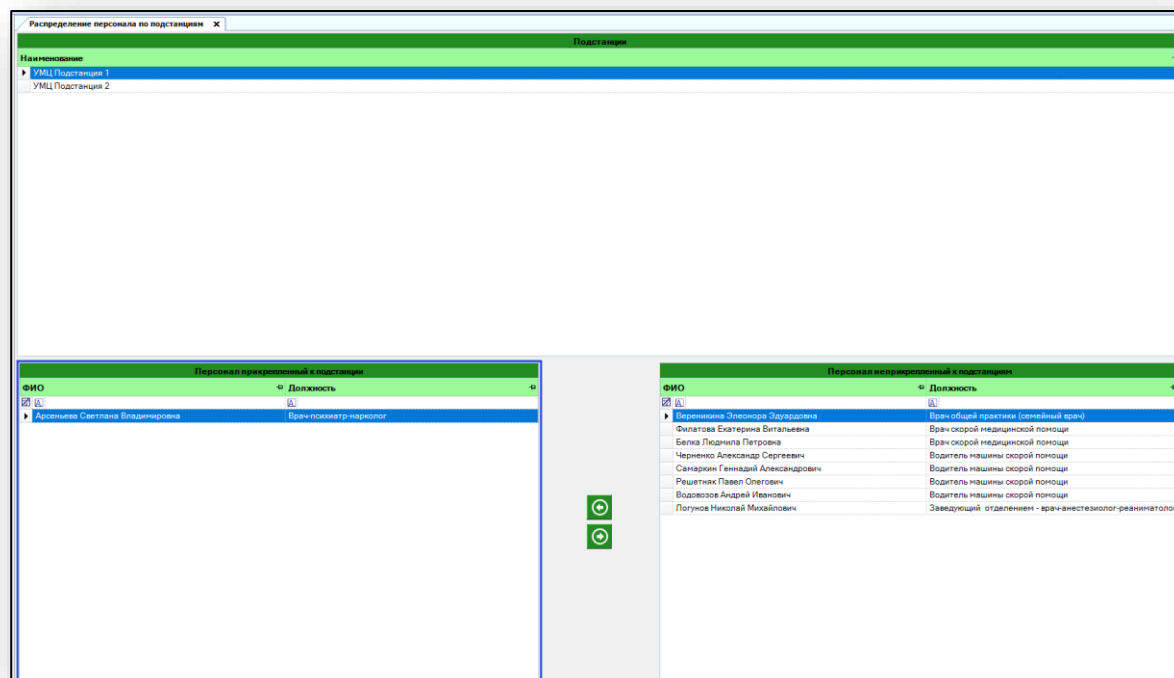 Распределение персонала по подстанциям X
Подстанции
Наименование
УМЦ Подстанция 1
УМЦ Подстанция 2
Персонал прикрепленный к подстанции
ФИО Должность
Арсеньева Светлана Владимировна Врач-психиатр-нарколог
Персонал неприкрепленный к подстанциям
ФИО Должность
Вереникина Элеонора Эдуардовна Врач общей практики (семейный врач)
Филатова Екатерина Витальевна Врач скорой медицинской помощи
Белка Людмила Петровна Врач скорой медицинской помощи
Черненко Александр Сергеевич Водитель машины скорой помощи
Самаркин Геннадий Александрович Водитель машины скорой помощи
Решетняк Павел Олегович Водитель машины скорой помощи
Водовозов Андрей Иванович Водитель машины скорой помощи
Логунов Николай Михайлович Заведующий отделением - врач-анестезиолог-реаниматоло